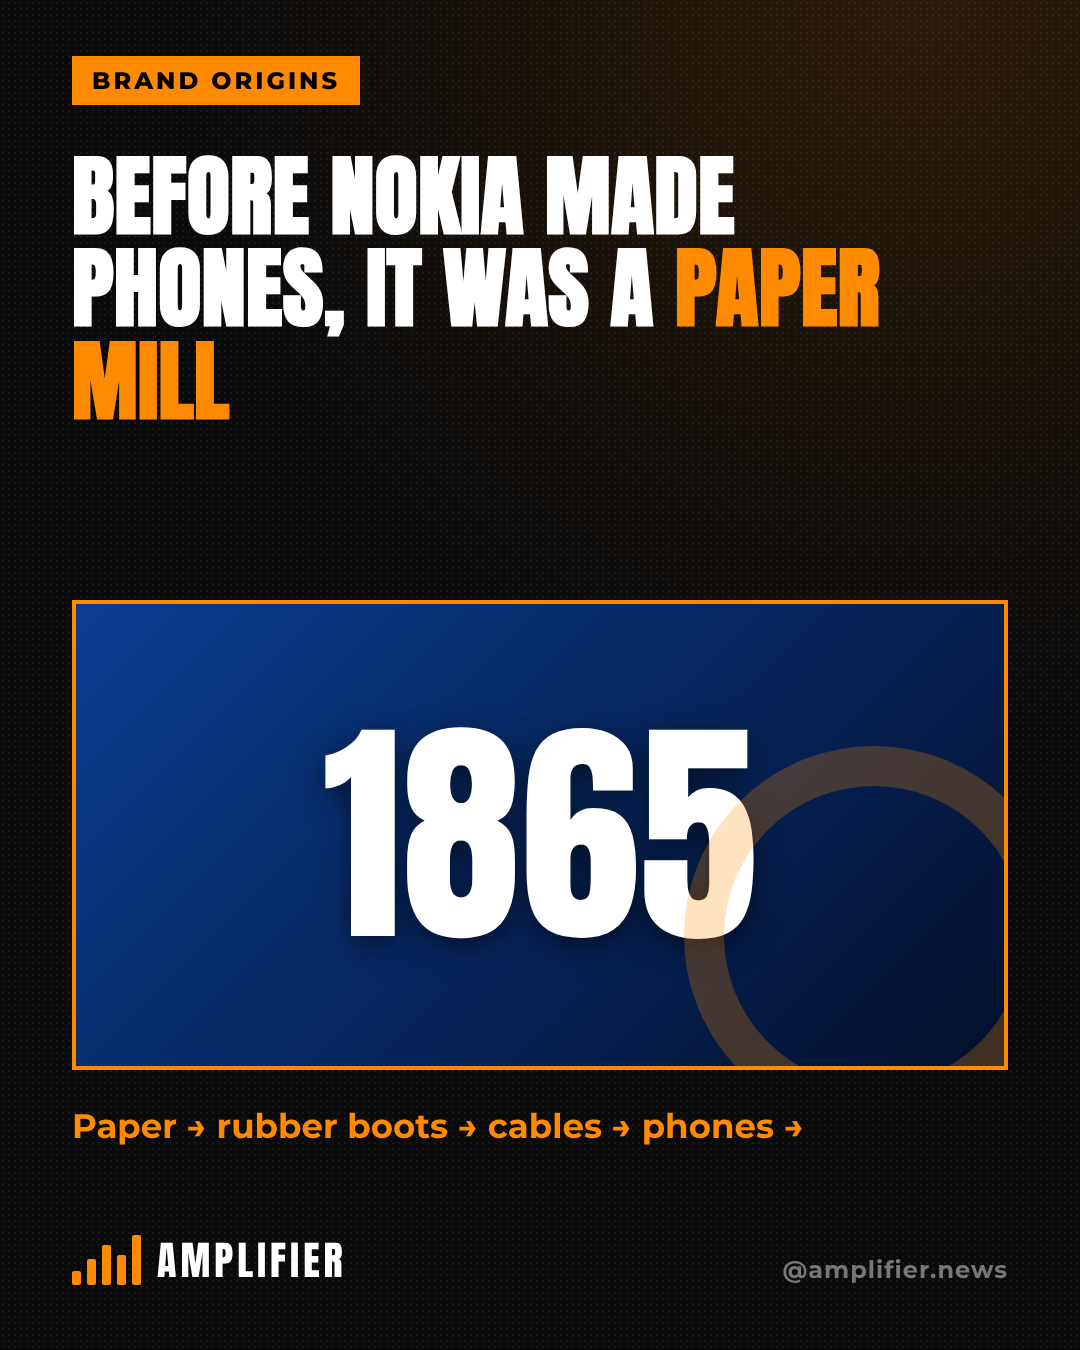 BRAND ORIGINS
BEFORE NOKIA MADE
PHONES, IT WAS A PAPER
MILL
1865
Paper → rubber boots → cables → phones →
AMPLIFIER
@amplifier.news